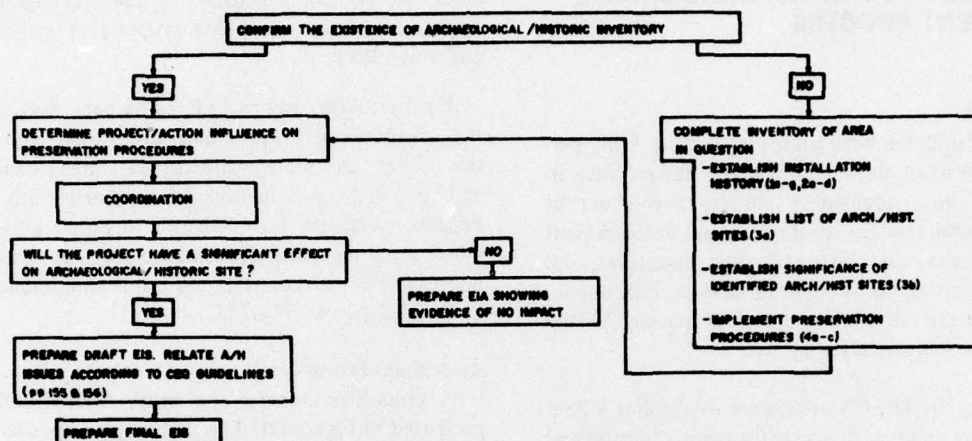 CONFIRM THE EXISTENCE OF ARCHAEOLOGICAL/HISTORIC INVENTORY
YES
NO
DETERMINE PROJECT/ACTION INFLUENCE ON
PRESERVATION PROCEDURES
COORDINATION
WILL THE PROJECT HAVE A SIGNIFICANT EFFECT
ON ARCHAEOLOGICAL/HISTORIC SITE?
NO
PREPARE EIA SHOWING
EVIDENCE OF NO IMPACT
YES
PREPARE DRAFT EIS. RELATE A/H
ISSUES ACCORDING TO CEQ GUIDELINES
(pp 155 & 156)
PREPARE FINAL EIS
COMPLETE INVENTORY OF AREA
IN QUESTION
-ESTABLISH INSTALLATION
HISTORY (1a-g, 2a-d)
-ESTABLISH LIST OF ARCH./HIST.
SITES (3a)
-ESTABLISH SIGNIFICANCE OF
IDENTIFIED ARCH/HIST SITES (3b)
-IMPLEMENT PRESERVATION
PROCEDURES (4a-c)